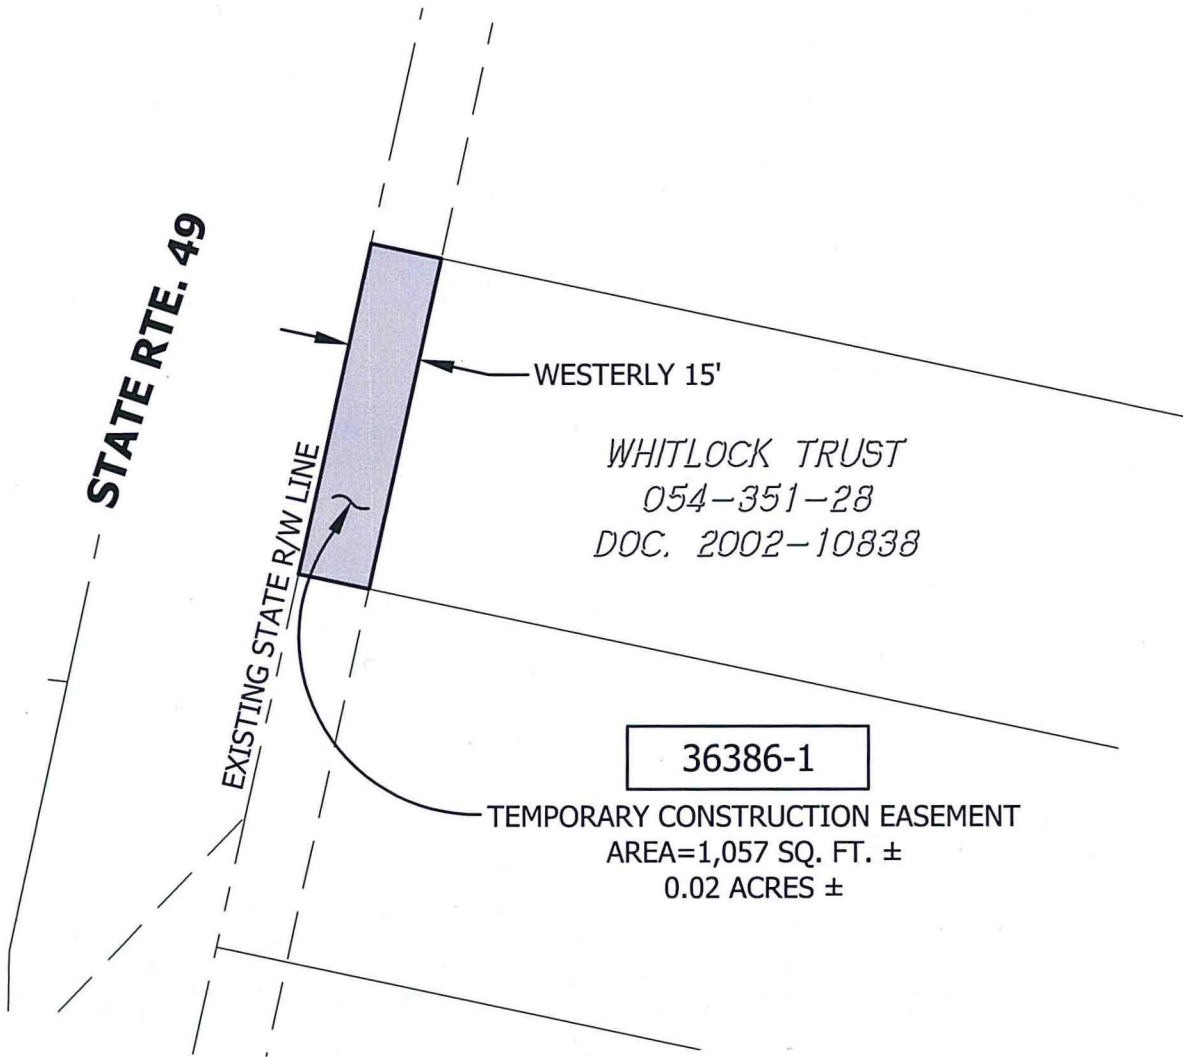 STATE RTE. 49
EXISTING STATE R/W LINE
WESTERLY 15'
WHITLOCK TRUST
054-351-28
DOC. 2002-10838
36386-1
TEMPORARY CONSTRUCTION EASEMENT
AREA=1,057 SQ. FT. ±
0.02 ACRES ±